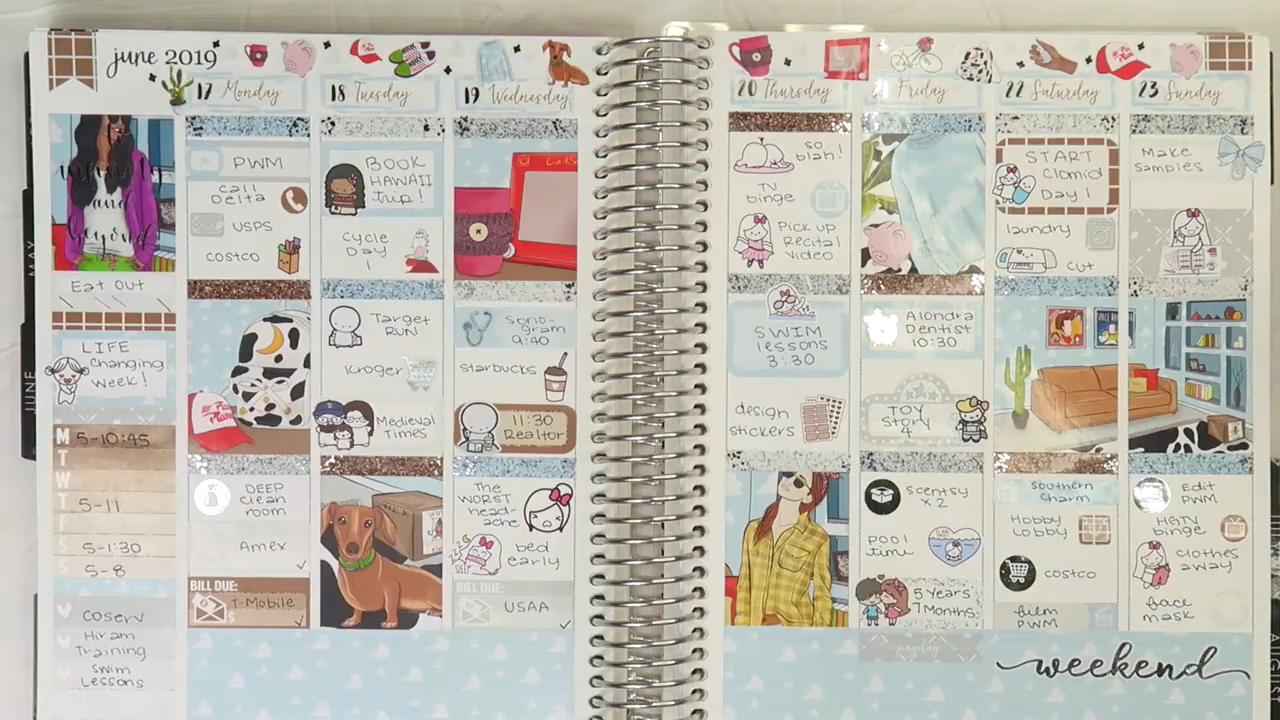 june 2019
17 Monday
18 Tuesday
19 Wednesday
20 Thursday
Friday
22 Saturday
23 Sunday
infinity
and
beyond
Eat Out
LIFE
Changing
Week!
M 5-10:45
T
W
T 5-11
F
S 5-1:30
S 5-8
Coserv
Hiram
Training
Swim
Lessons
PWM
Call
Delta
USPS
costco
DEEP
clean
room
Amex
BILL DUE:
T-Mobile
$
BOOK
HAWAII
Trip!
Cycle
Day
1
Target
RUN
Kroger
Medieval
Times
Sono-
gram
9:40
Starbucks
11:30
Realtor
The
WORST
head-
ache
bed
early
BILL DUE:
USAA
$
so
blah!
TV
binge
Pick up
Recital
Video
SWIM
lessons
3:30
design
stickers
Alondra
Dentist
10:30
TOY
Story
4
Scentsy
x 2
POOl
time
5 Years
7 Months
payday
START
Clomid
Day 1
laundry
cut
Southern
Charm
Hobby
Lobby
costco
film
PWM
Make
Samples
Edit
PWM
HGTV
binge
clothes
away
face
mask
weekend